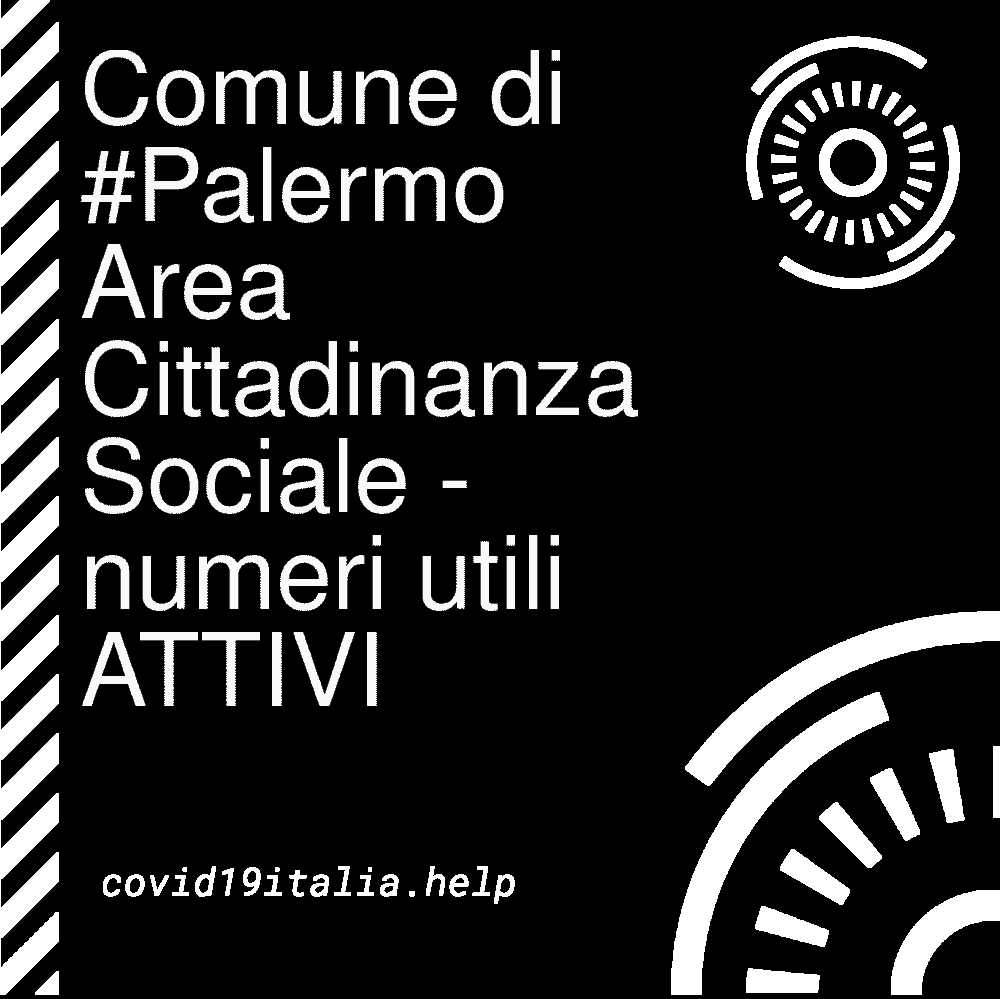 Comune di
#Palermo
Area
Cittadinanza
Sociale -
numeri utili
ATTIVI
covid19italia.help